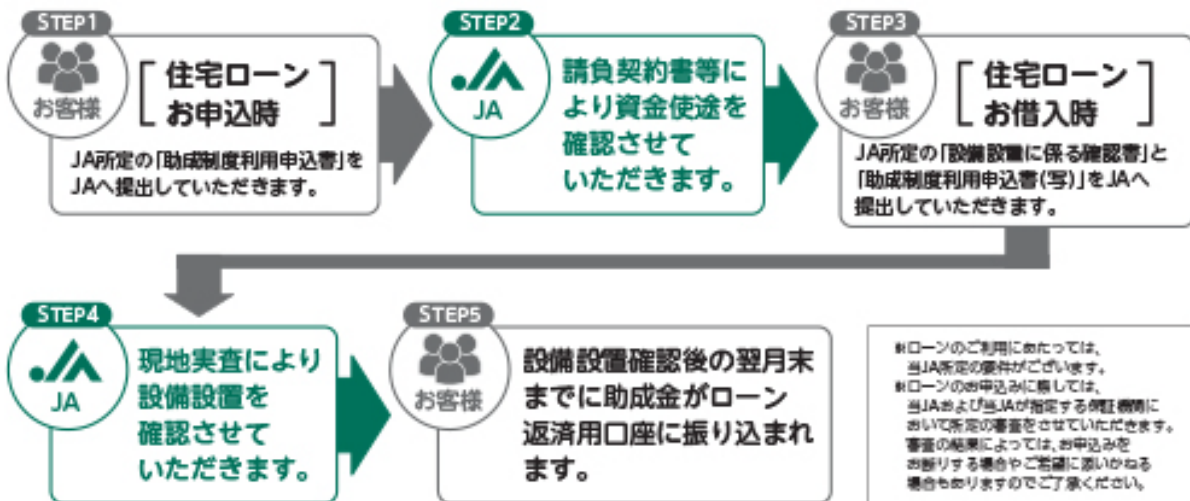 STEP1
お客様
[住宅ローン
お申込時]
JA所定の「助成制度利用申込書」を
JAへ提出していただきます。
STEP2
JA
請負契約書等に
より資金使途を
確認させて
いただきます。
STEP3
お客様
[住宅ローン
お借入時]
JA所定の「設備設置に係る確認書」と
「助成制度利用申込書(写)」をJAへ
提出していただきます。
STEP4
JA
現地実査により
設備設置を
確認させて
いただきます。
STEP5
お客様
設備設置確認後の翌月末
までに助成金がローン
返済用口座に振り込まれ
ます。
※ローンのご利用にあたっては、
当JA所定の要件がございます。
※ローンのお申込みに際しては、
当JAおよび当JAが指定する保証機関に
おいて所定の審査をさせていただきます。
審査の結果によっては、お申込みを
お断りする場合やご希望に添いかねる
場合もありますのでご了承ください。